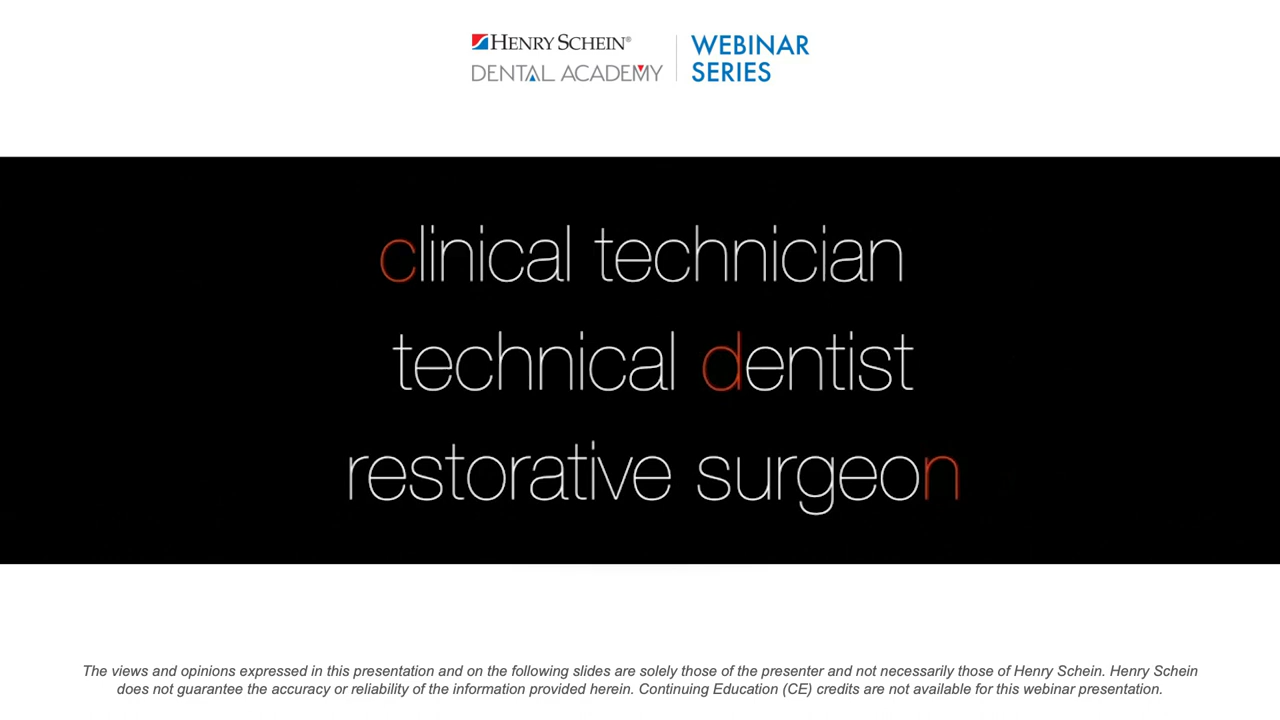 HENRY SCHEIN®
DENTAL ACADEMY
WEBINAR
SERIES
clinical technician
technical dentist
restorative surgeon
The views and opinions expressed in this presentation and on the following slides are solely those of the presenter and not necessarily those of Henry Schein. Henry Schein
does not guarantee the accuracy or reliability of the information provided herein. Continuing Education (CE) credits are not available for this webinar presentation.